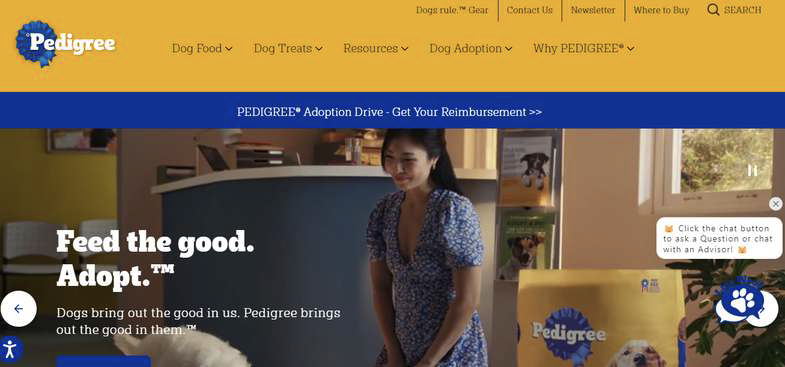 Dogs rule.™ Gear
Contact Us
Newsletter
Where to Buy
SEARCH
Pedigree
Dog Food
Dog Treats
Resources
Dog Adoption
Why PEDIGREE®
PEDIGREE® Adoption Drive - Get Your Reimbursement >>
Feed the good.
Adopt.™
Dogs bring out the good in us. Pedigree brings
out the good in them.™
🐱 Click the chat button
to ask a Question or chat
with an Advisor! 🐱
Pedigree